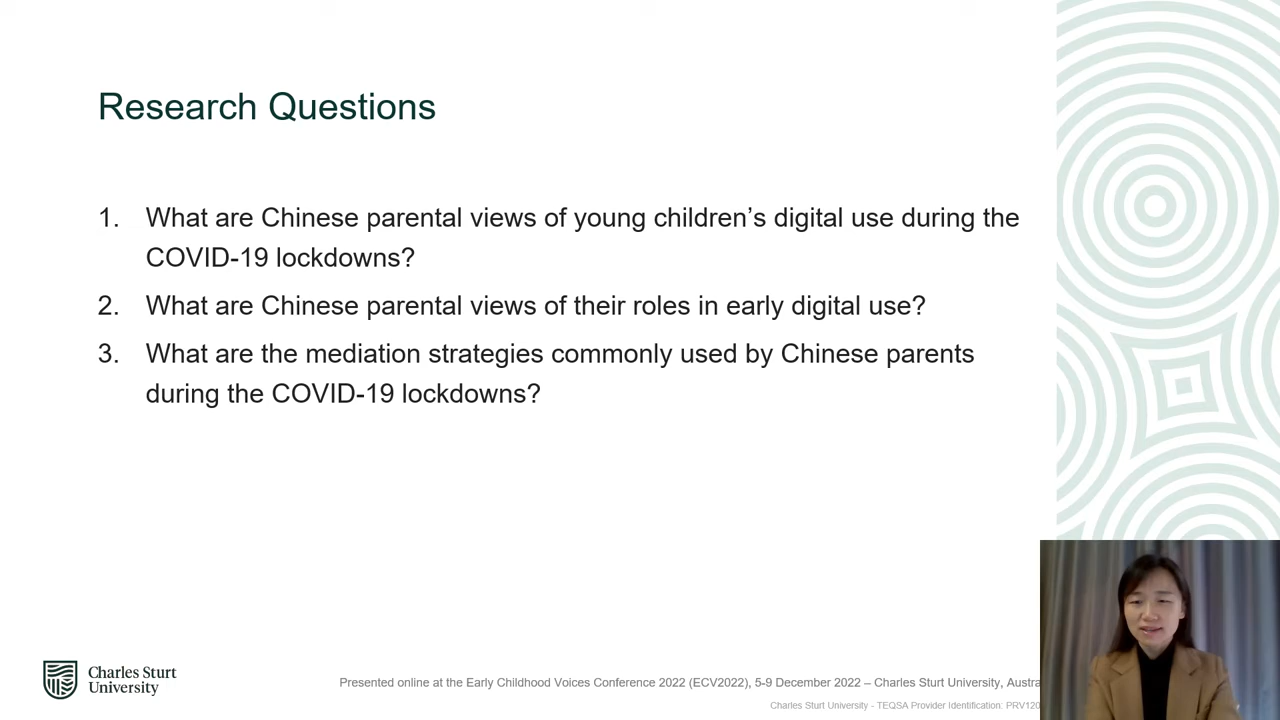 Research Questions
1. What are Chinese parental views of young children’s digital use during the
COVID-19 lockdowns?
2. What are Chinese parental views of their roles in early digital use?
3. What are the mediation strategies commonly used by Chinese parents
during the COVID-19 lockdowns?
Charles Sturt
University
Presented online at the Early Childhood Voices Conference 2022 (ECV2022), 5-9 December 2022 – Charles Sturt University, Austra
Charles Sturt University - TEQSA Provider Identification: PRV120